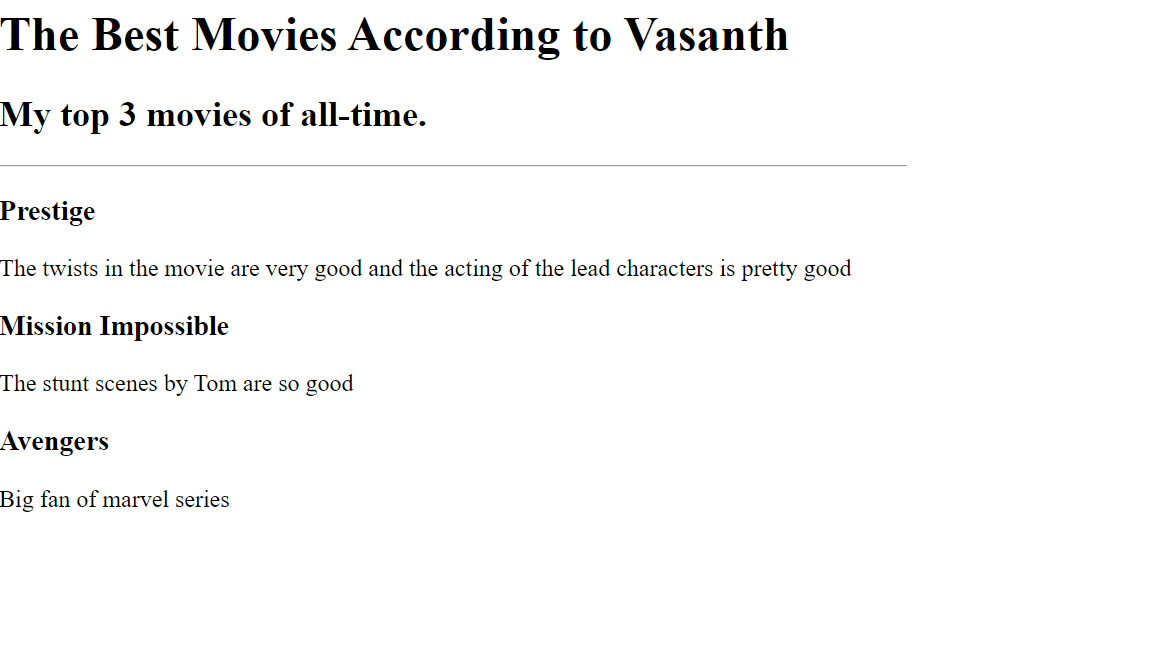 The Best Movies According to Vasanth
My top 3 movies of all-time.
Prestige
The twists in the movie are very good and the acting of the lead characters is pretty good
Mission Impossible
The stunt scenes by Tom are so good
Avengers
Big fan of marvel series